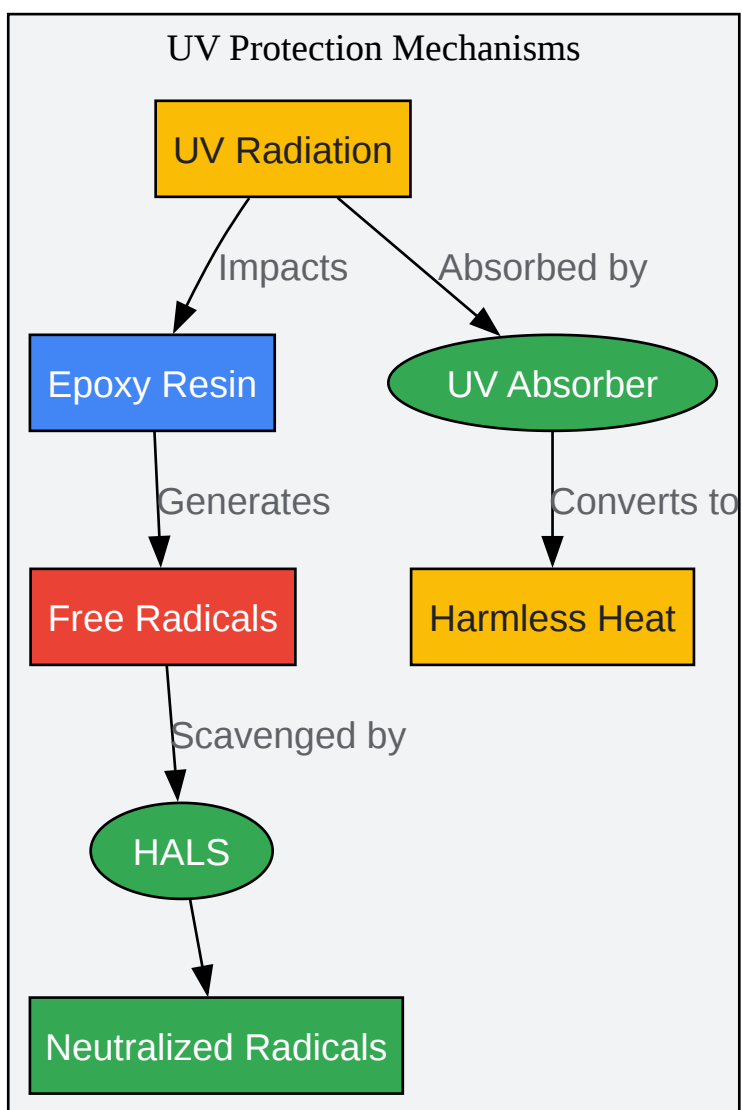 UV Protection Mechanisms
UV Radiation
Impacts
Absorbed by
Epoxy Resin
UV Absorber
Generates
Converts to
Free Radicals
Harmless Heat
Scavenged by
HALS
Neutralized Radicals